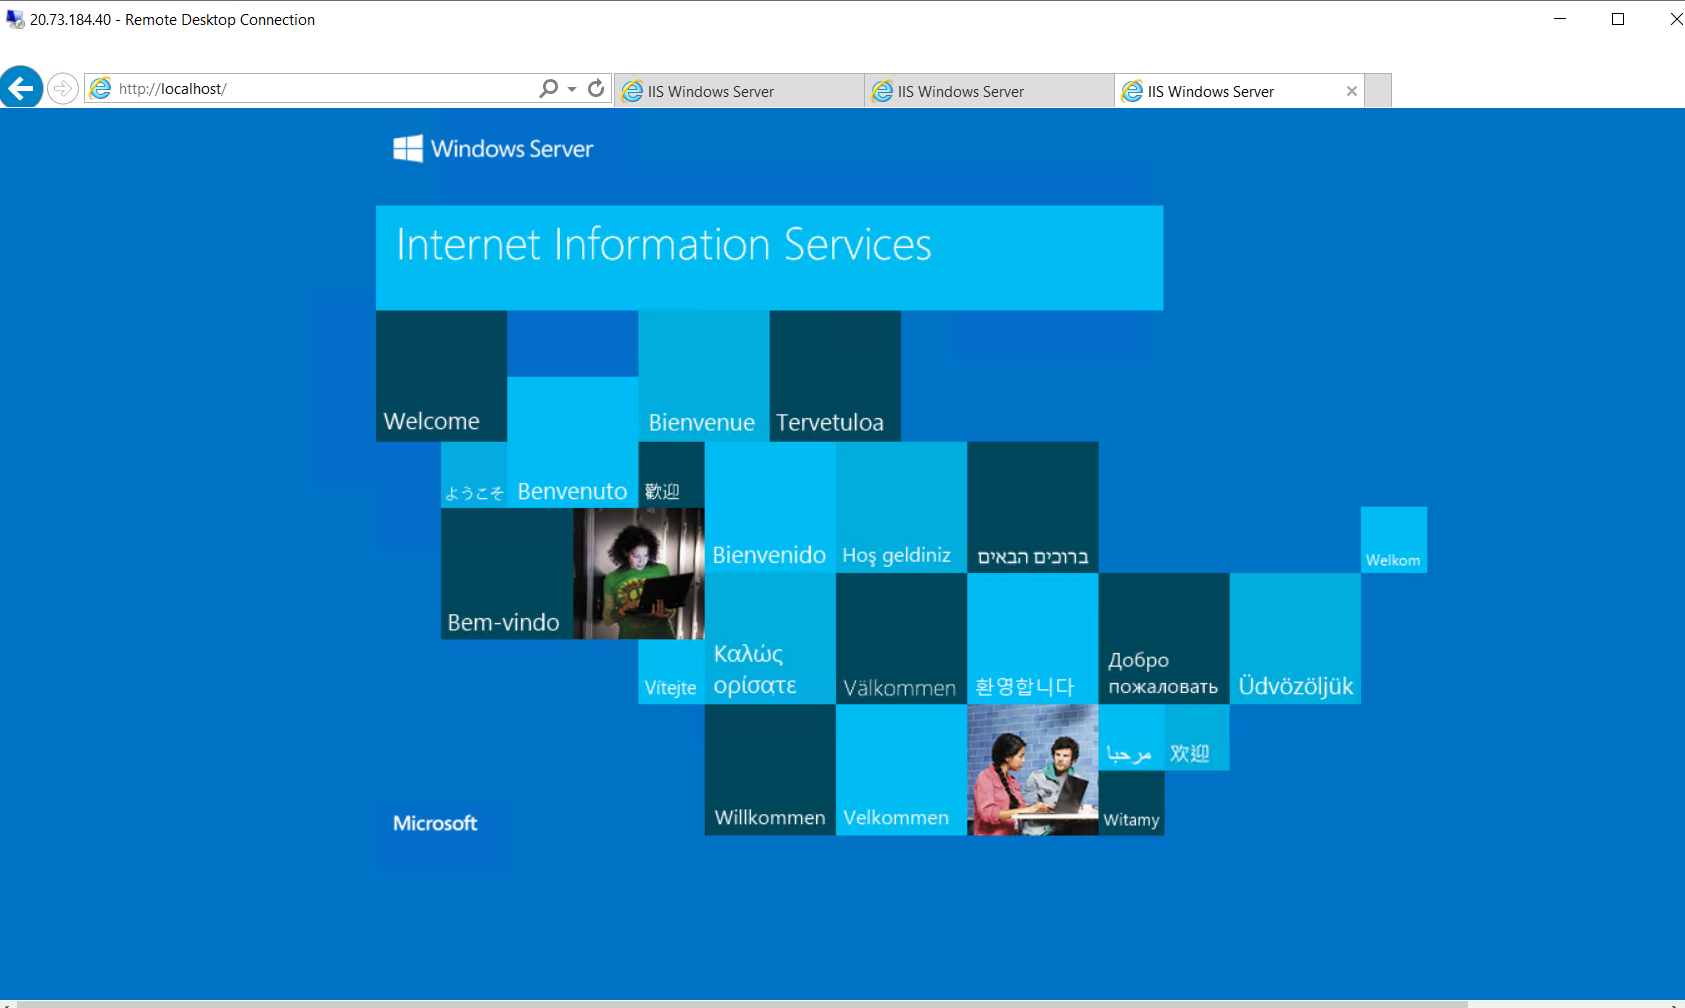 20.73.184.40 - Remote Desktop Connection
http://localhost/
IIS Windows Server
IIS Windows Server
IIS Windows Server
Windows Server
Internet Information Services
Welcome
Bienvenue
Tervetuloa
ようこそ
Benvenuto
歡迎
Bienvenido
Hoş geldiniz
ברוכים הבאים
Welkom
Bem-vindo
Vítejte
Καλώς
ορίσατε
Välkommen
환영합니다
Добро
пожаловать
Üdvözöljük
Willkommen
Velkommen
مرحبا
欢迎
Witamy
Microsoft